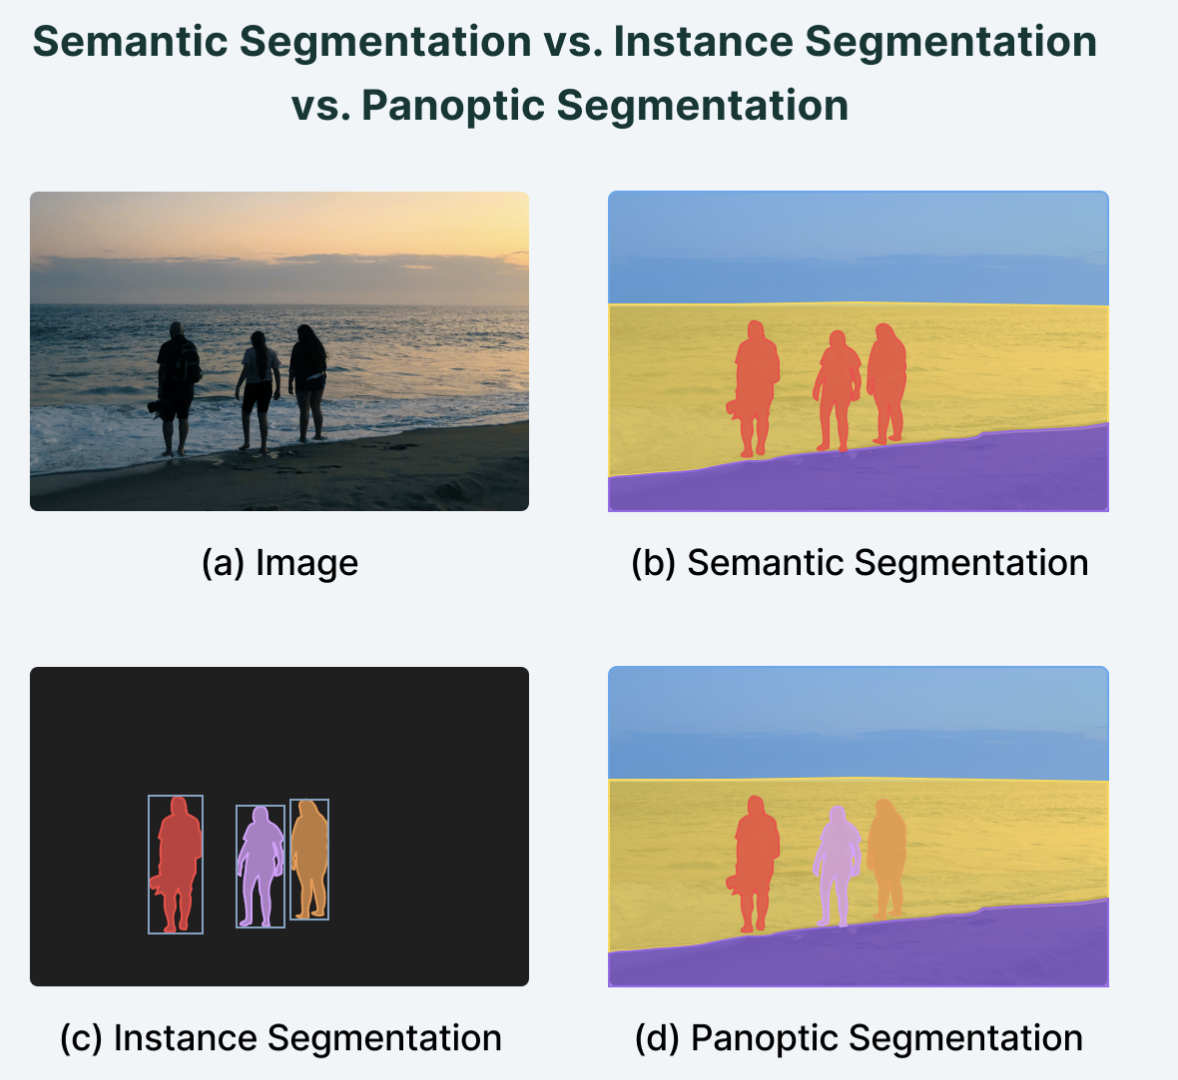 Semantic Segmentation vs. Instance Segmentation
vs. Panoptic Segmentation
(a) Image
(b) Semantic Segmentation
(c) Instance Segmentation
(d) Panoptic Segmentation